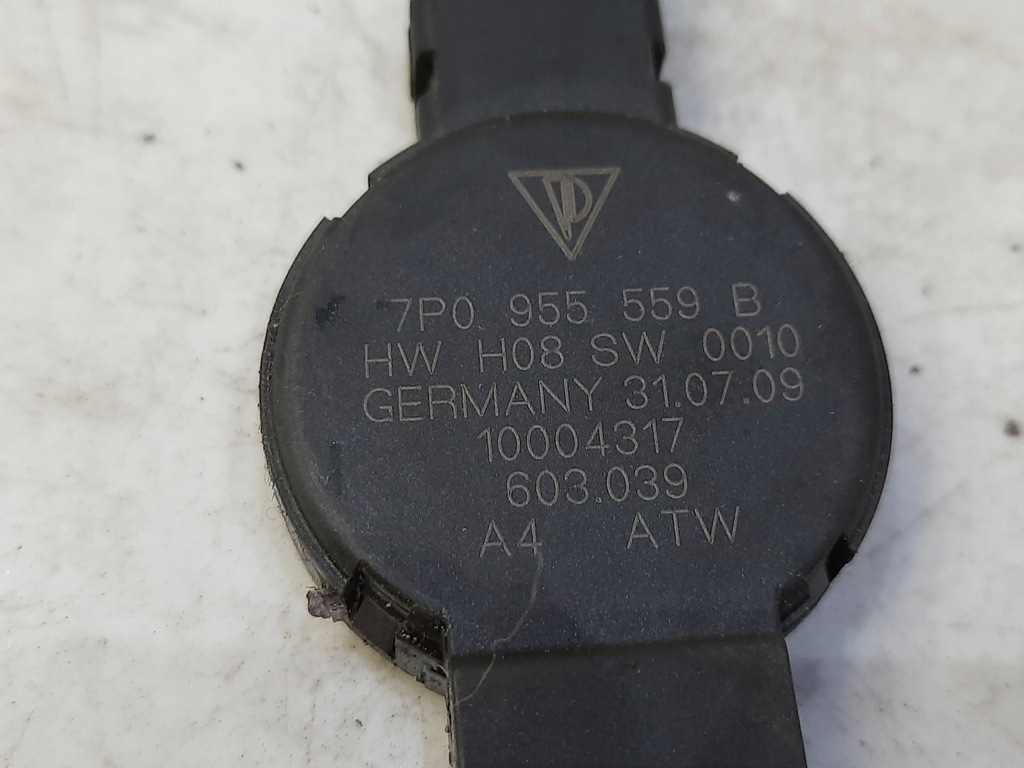 7P0 955 559 B
HW H08 SW 0010
GERMANY 31.07.09
10004317
603.039
A4 ATW